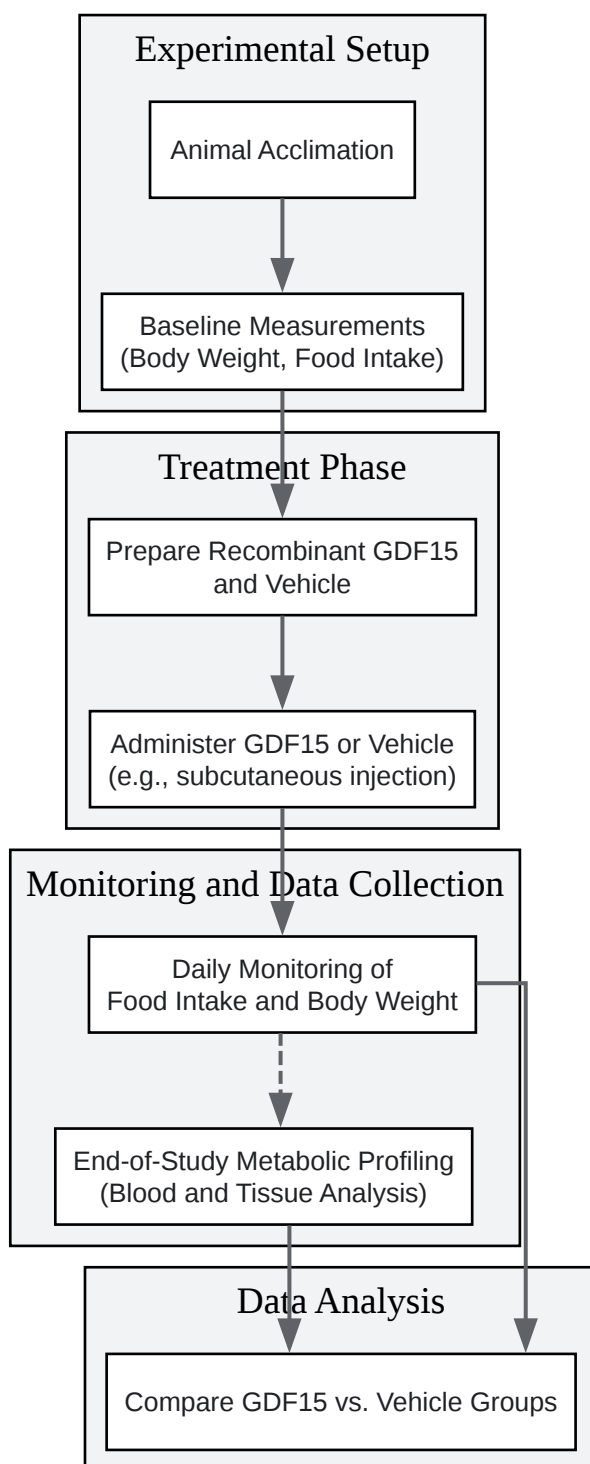 Experimental Setup
Animal Acclimation
Baseline Measurements
(Body Weight, Food Intake)
Treatment Phase
Prepare Recombinant GDF15
and Vehicle
Administer GDF15 or Vehicle
(e.g., subcutaneous injection)
Monitoring and Data Collection
Daily Monitoring of
Food Intake and Body Weight
End-of-Study Metabolic Profiling
(Blood and Tissue Analysis)
Data Analysis
Compare GDF15 vs. Vehicle Groups